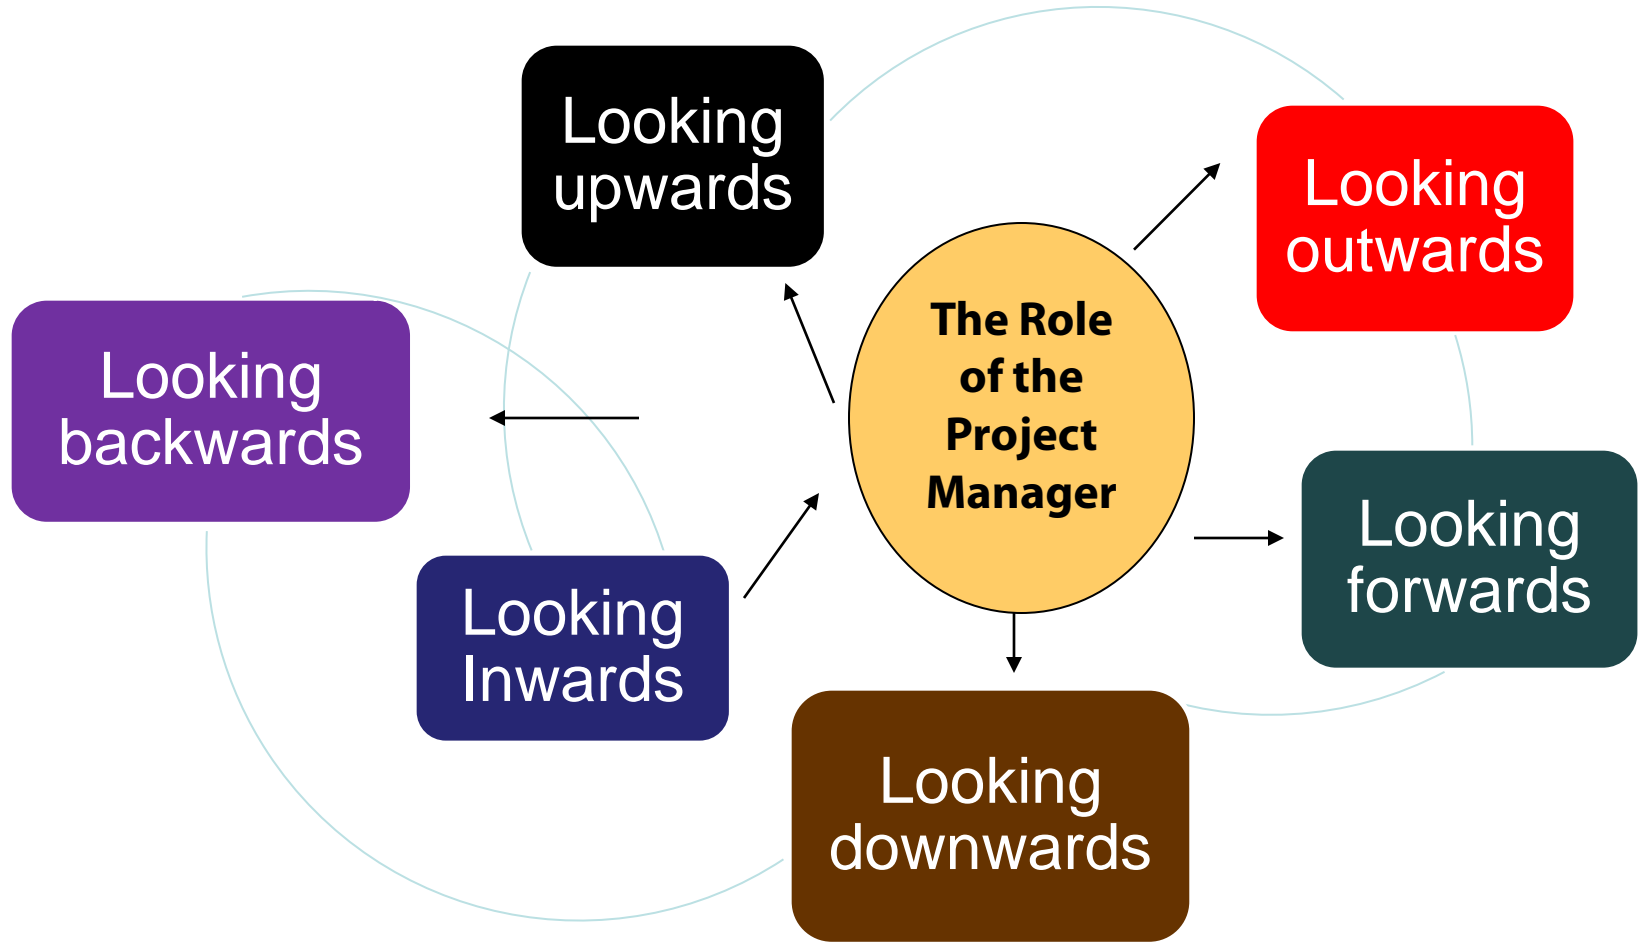 Looking
upwards
Looking
outwards
The Role
of the
Project
Manager
Looking
backwards
Looking
forwards
Looking
Inwards
Looking
downwards